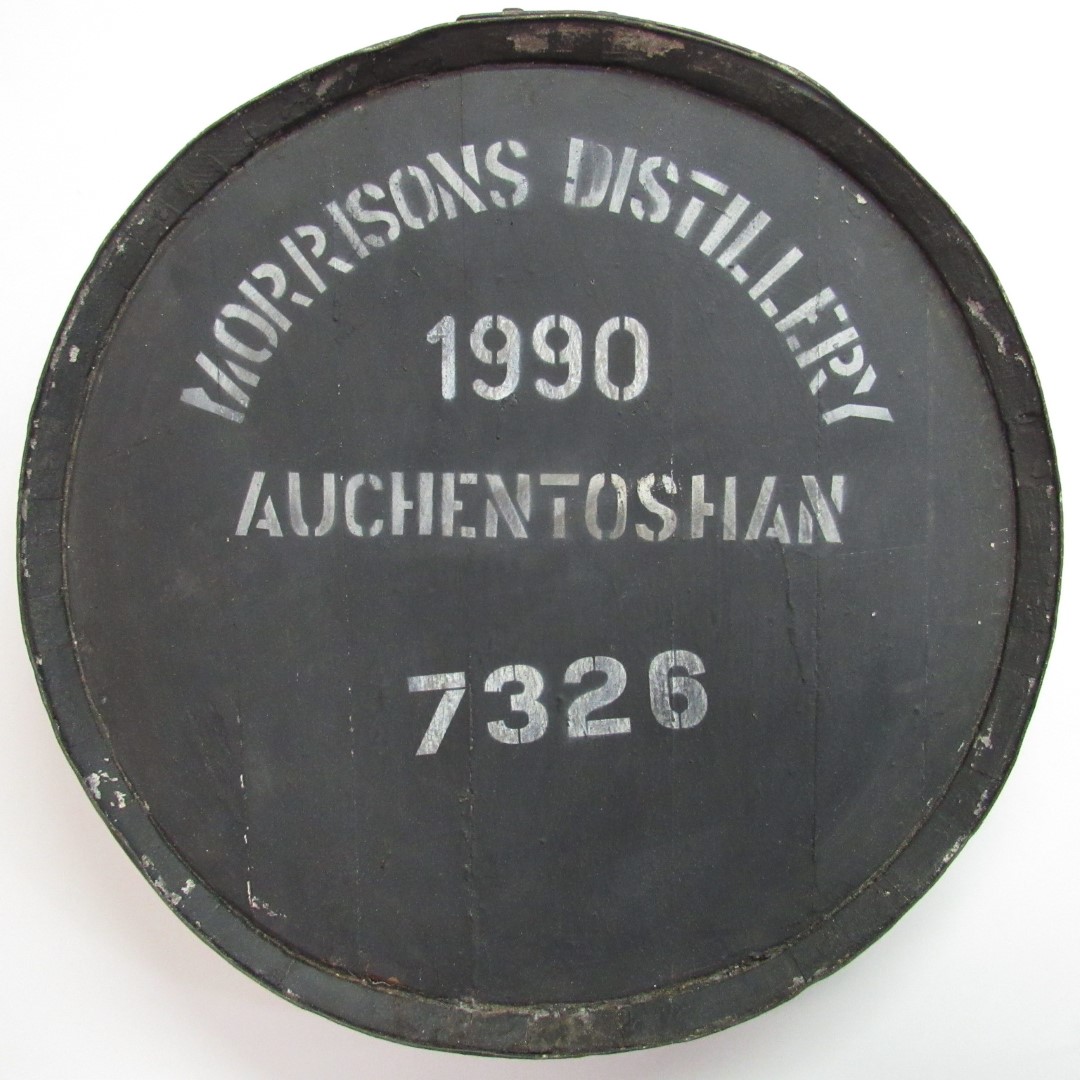 MORRISONS DISTILLERY
1990
AUCHENTOSHAN
7326